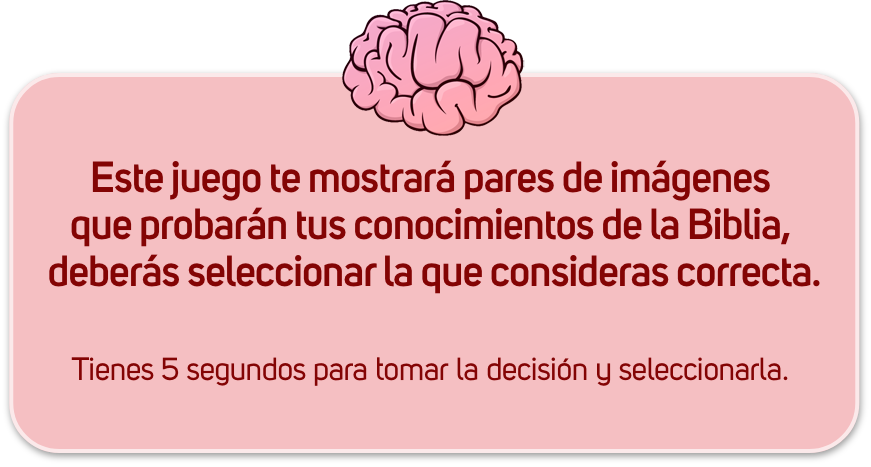 Este juego te mostrará pares de imágenes
que probarán tus conocimientos de la Biblia,
deberás seleccionar la que consideras correcta.
Tienes 5 segundos para tomar la decisión y seleccionarla.